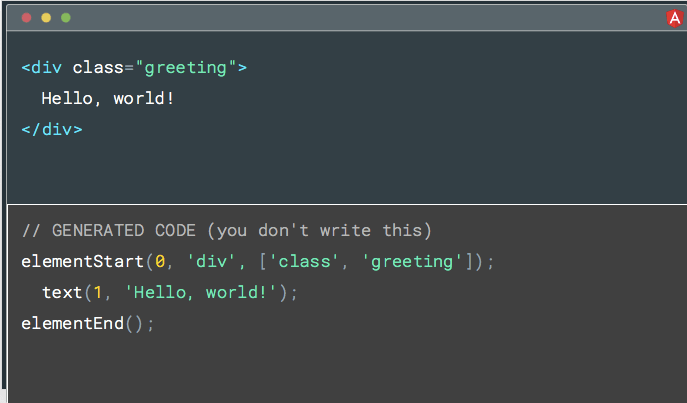 <div class="greeting">
  Hello, world!
</div>
// GENERATED CODE (you don't write this)
elementStart(0, 'div', ['class', 'greeting']);
  text(1, 'Hello, world!');
elementEnd();